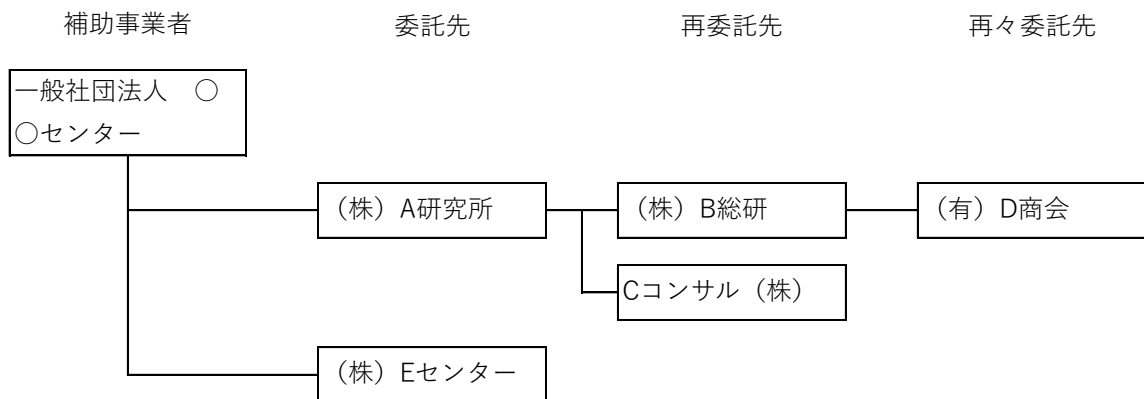 補助事業者
委託先
再委託先
再々委託先
一般社団法人　○
○センター
（株）A研究所
（株）B総研
（有）D商会
Cコンサル（株）
（株）Eセンター